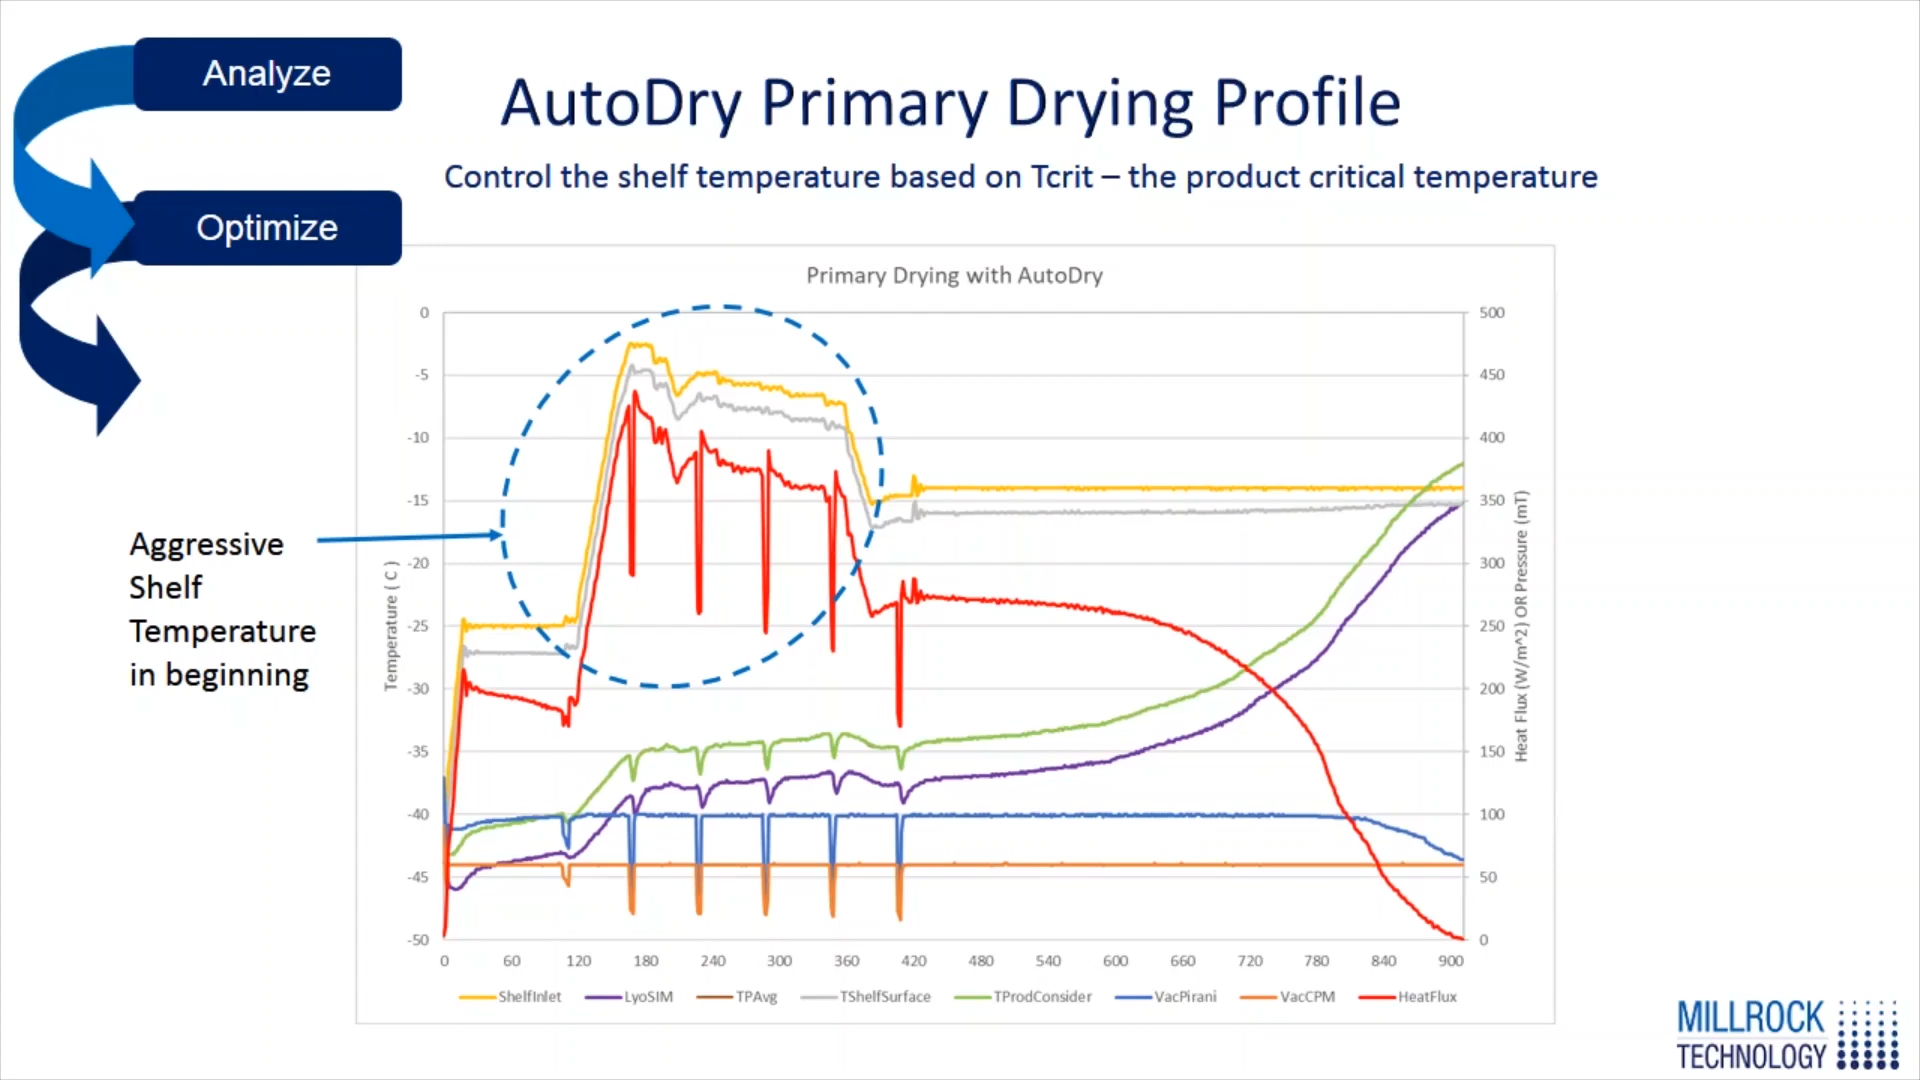 Analyze
AutoDry Primary Drying Profile
Control the shelf temperature based on Tcrit – the product critical temperature
Optimize
Primary Drying with AutoDry
0
-5
-10
-15
-20
-25
-30
-35
-40
-45
-50
Temperature ( C )
500
450
400
350
300
250
200
150
100
50
0
Heat Flux (W/m^2) OR Pressure (mT)
Aggressive
Shelf
Temperature
in beginning
0 60 120 180 240 300 360 420 480 540 600 660 720 780 840 900
ShelfInlet LyoSIM TPAvg TShelfSurface TProdConsider VacPirani VacCPM HeatFlux
MILLROCK
TECHNOLOGY